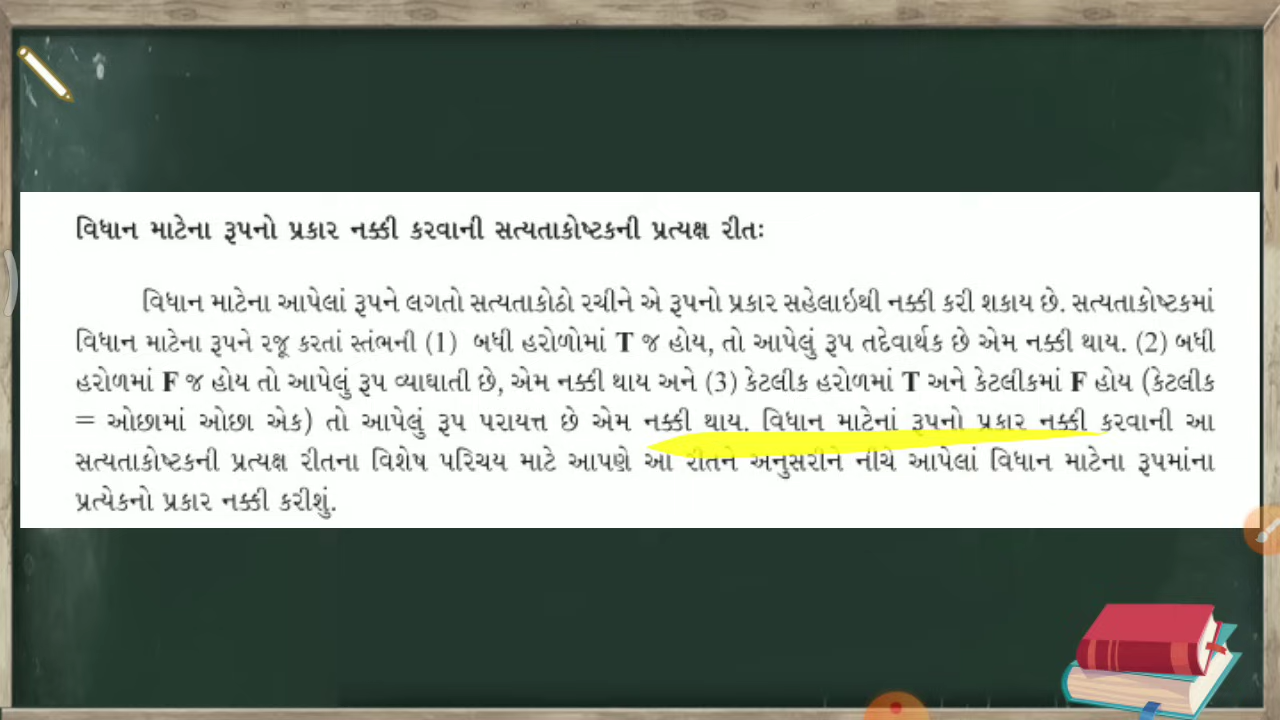 વિધાન માટેના રૂપનો પ્રકાર નક્કી કરવાની સત્યતાકોષ્ટકની પ્રત્યક્ષ રીતઃ
વિધાન માટેના આપેલાં રૂપને લગતો સત્યતાકોઠો રચીને એ રૂપનો પ્રકાર સહેલાઇથી નક્કી કરી શકાય છે. સત્યતાકોષ્ટકમાં
વિધાન માટેના રૂપને રજૂ કરતાં સ્તંભની (1) બધી હરોળોમાં T જ હોય, તો આપેલું રૂપ તદેવાર્થક છે એમ નક્કી થાય. (2) બધી
હરોળમાં F જ હોય તો આપેલું રૂપ વ્યાઘાતી છે, એમ નક્કી થાય અને (3) કેટલીક હરોળમાં T અને કેટલીકમાં F હોય (કેટલીક
= ઓછામાં ઓછા એક) તો આપેલું રૂપ પરાયત્ત છે એમ નક્કી થાય. વિધાન માટેનાં રૂપનો પ્રકાર નક્કી કરવાની આ
સત્યતાકોષ્ટકની પ્રત્યક્ષ રીતના વિશેષ પરિચય માટે આપણે આ રીતને અનુસરીને નીચે આપેલાં વિધાન માટેના રૂપમાંના
પ્રત્યેકનો પ્રકાર નક્કી કરીશું.